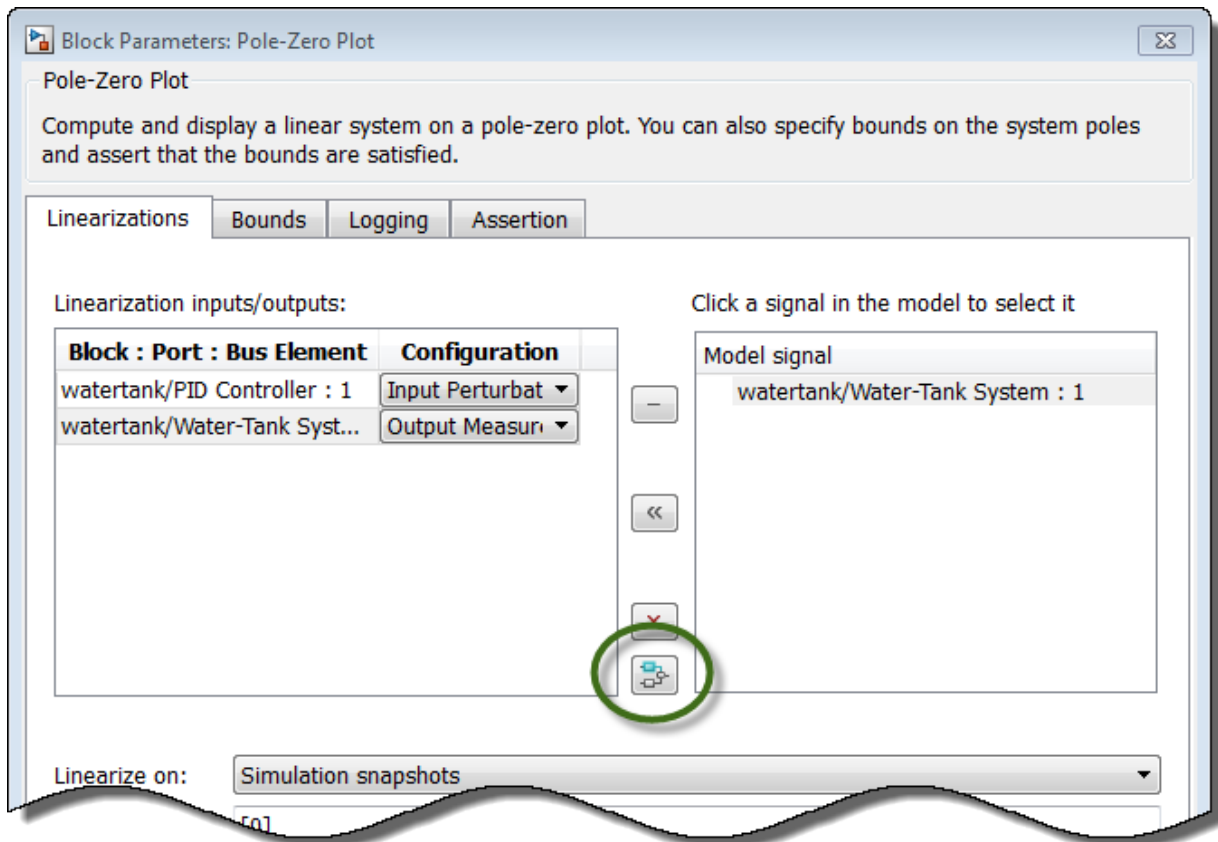 Block Parameters: Pole-Zero Plot
Pole-Zero Plot
Compute and display a linear system on a pole-zero plot. You can also specify bounds on the system poles
and assert that the bounds are satisfied.
Linearizations Bounds Logging Assertion
Linearization inputs/outputs:
Click a signal in the model to select it
Block : Port : Bus Element Configuration
watertank/PID Controller : 1 Input Perturbat
watertank/Water-Tank Syst... Output Measur
Model signal
watertank/Water-Tank System : 1
−
«
Linearize on: Simulation snapshots
[0]